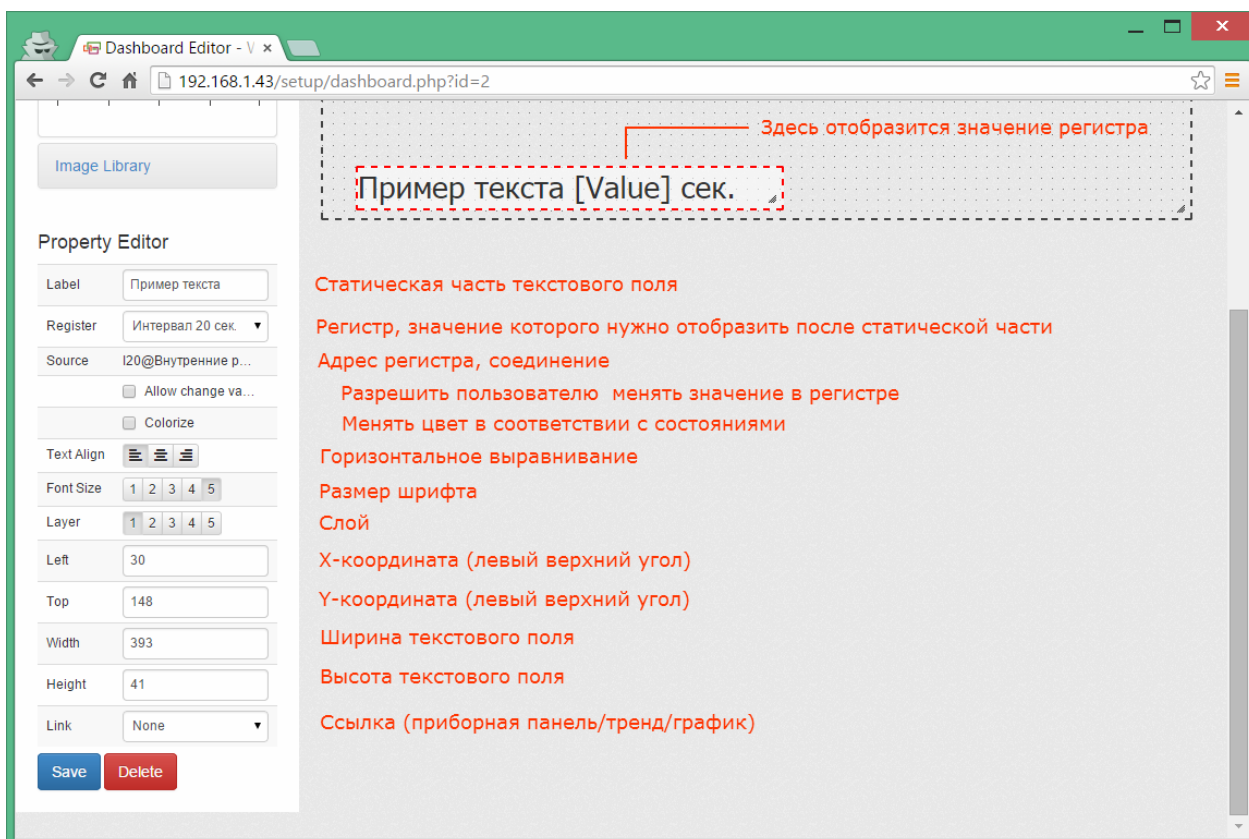 Dashboard Editor - V
192.168.1.43/setup/dashboard.php?id=2
Здесь отобразится значение регистра
Image Library
Пример текста [Value] сек.
Property Editor
Label Пример текста Статическая часть текстового поля
Register Интервал 20 сек. Регистр, значение которого нужно отобразить после статической части
Source I20@Внутренние р... Адрес регистра, соединение
Allow change va... Разрешить пользователю менять значение в регистре
Colorize Менять цвет в соответствии с состояниями
Text Align Горизонтальное выравнивание
Font Size 1 2 3 4 5 Размер шрифта
Layer 1 2 3 4 5 Слой
Left 30 X-координата (левый верхний угол)
Top 148 Y-координата (левый верхний угол)
Width 393 Ширина текстового поля
Height 41 Высота текстового поля
Link None Ссылка (приборная панель/тренд/график)
Save Delete